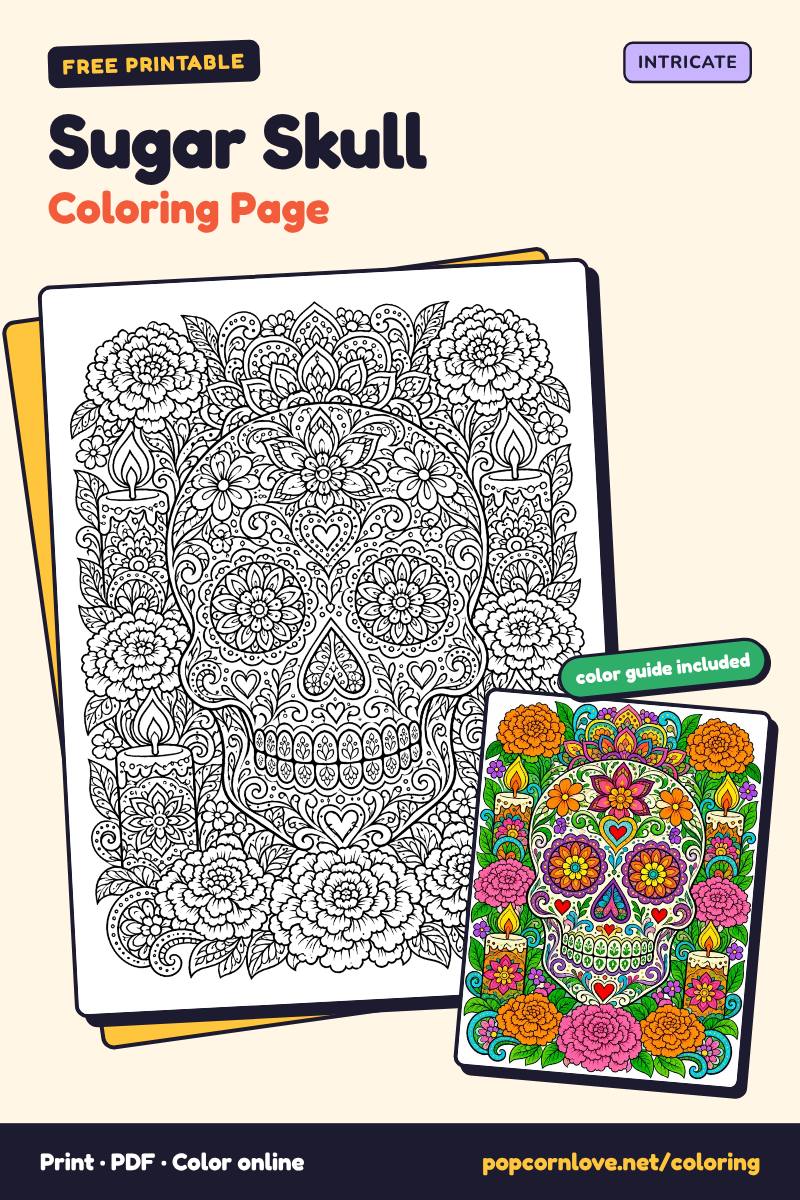 FREE PRINTABLE
INTRICATE
Sugar Skull
Coloring Page
color guide included
Print · PDF · Color online
popcornlove.net/coloring